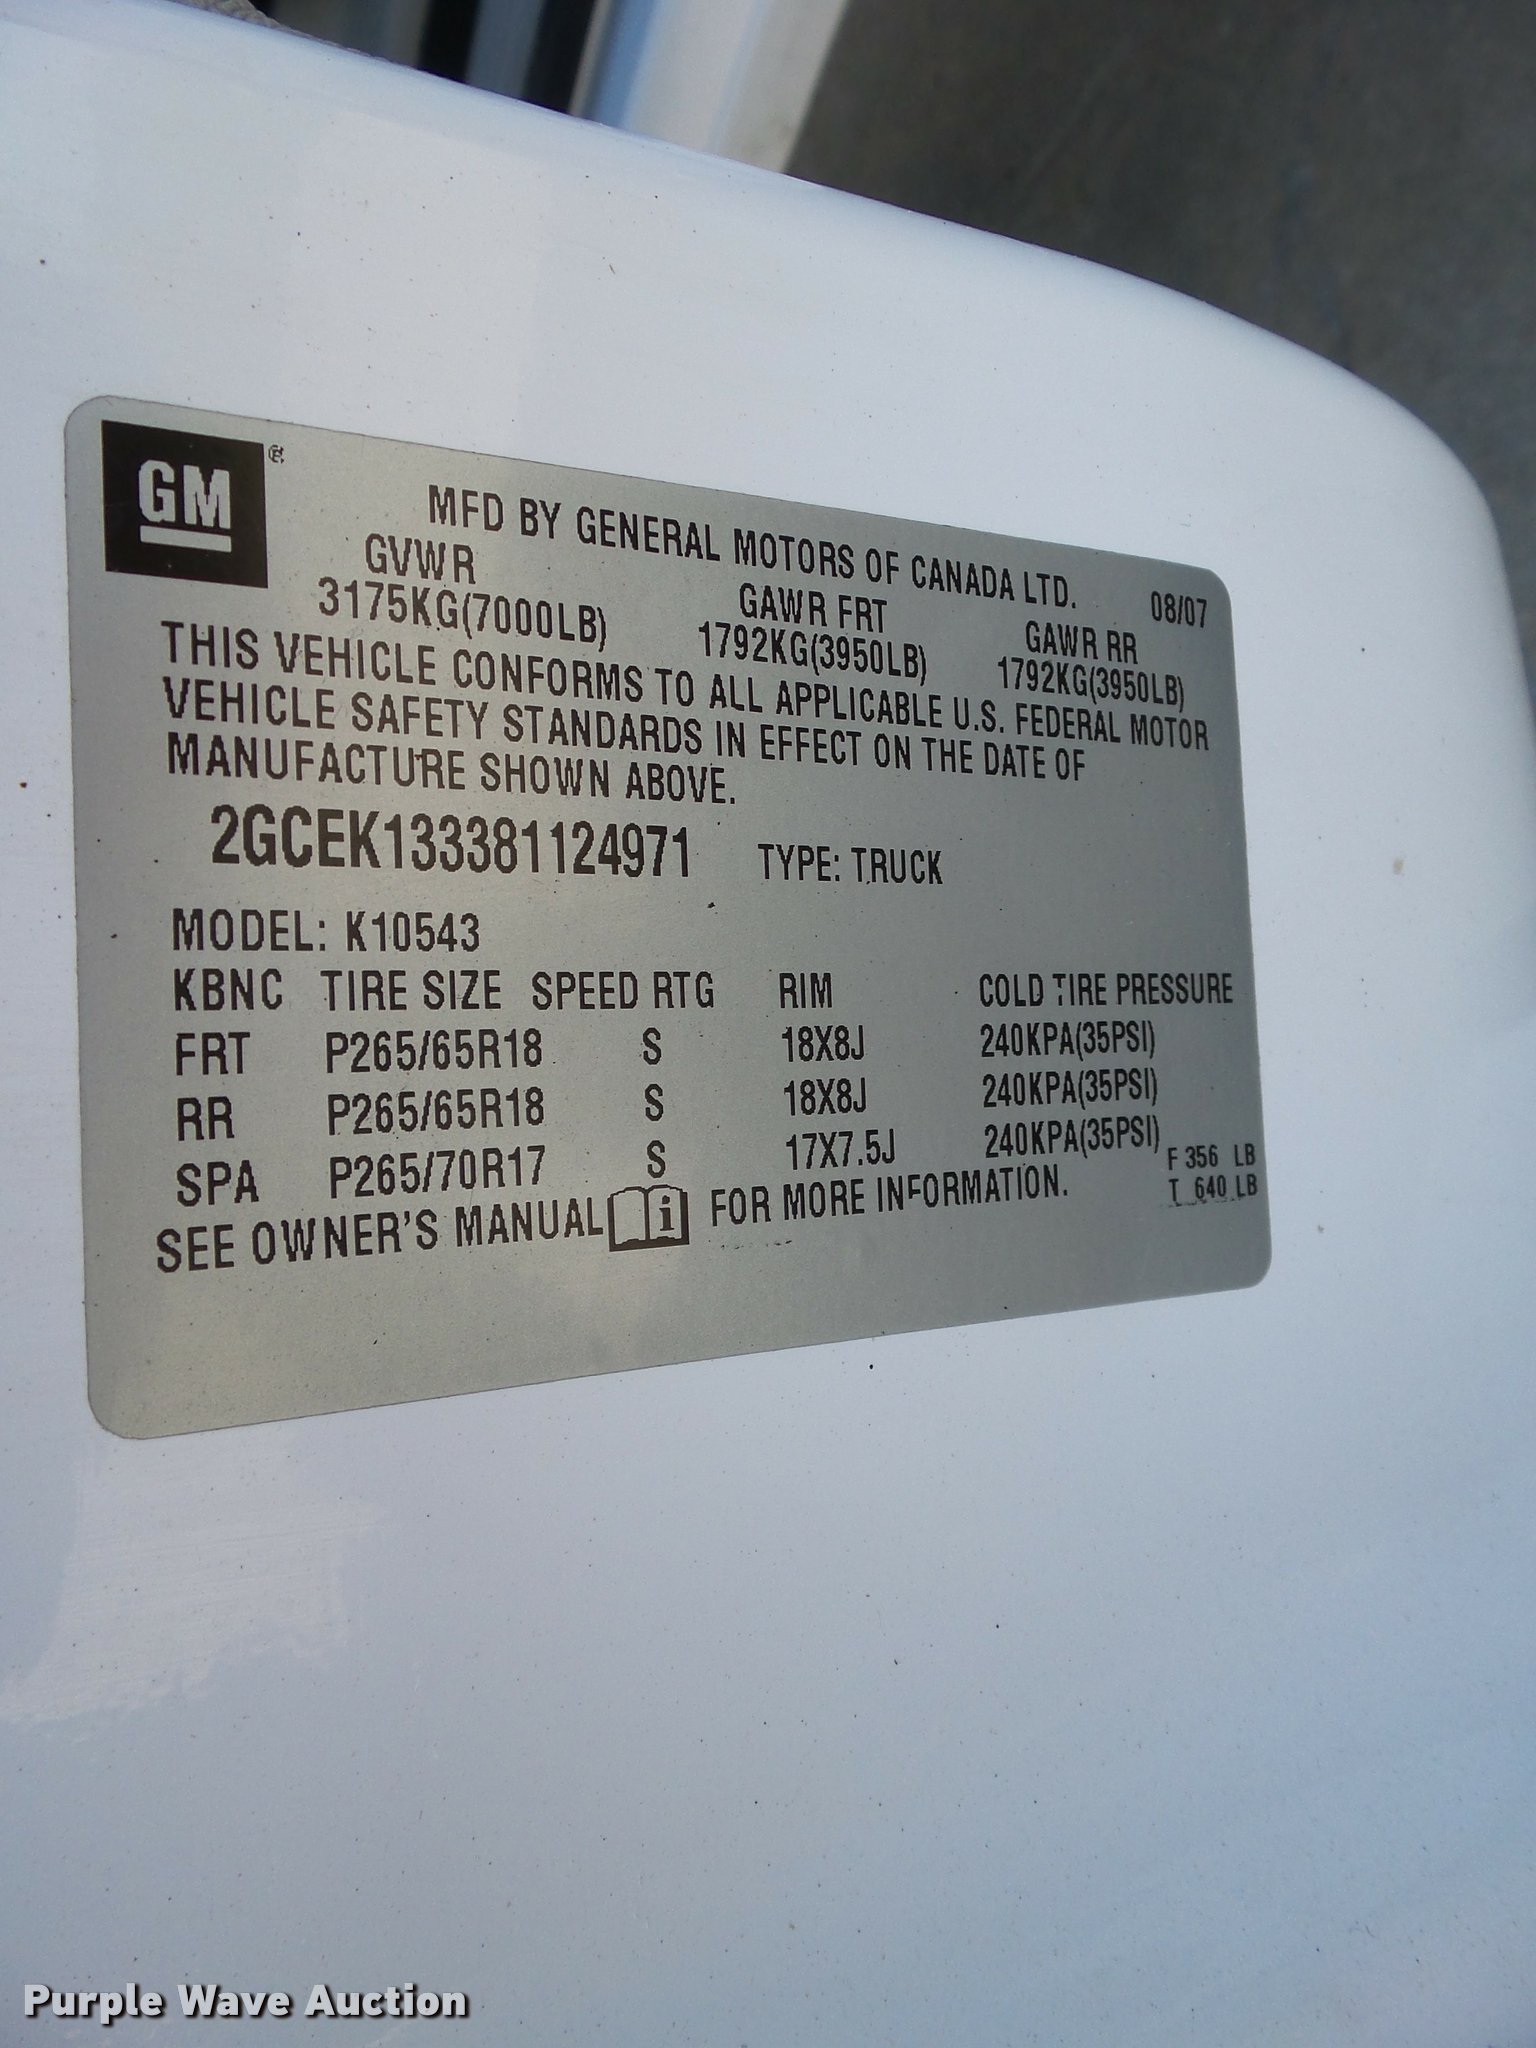 GM
MFD BY GENERAL MOTORS OF CANADA LTD. 08/07
GVWR GAWR FRT GAWR RR
3175KG(7000LB) 1792KG(3950LB) 1792KG(3950LB)
THIS VEHICLE CONFORMS TO ALL APPLICABLE U.S. FEDERAL MOTOR
VEHICLE SAFETY STANDARDS IN EFFECT ON THE DATE OF
MANUFACTURE SHOWN ABOVE.
2GCEK133381124971 TYPE: TRUCK
MODEL: K10543
KBNC TIRE SIZE SPEED RTG RIM COLD TIRE PRESSURE
FRT P265/65R18 S 18X8J 240KPA(35PSI)
RR P265/65R18 S 18X8J 240KPA(35PSI)
SPA P265/70R17 S 17X7.5J 240KPA(35PSI)
F 356 LB
T 640 LB
SEE OWNER'S MANUAL i FOR MORE INFORMATION.
Purple Wave Auction